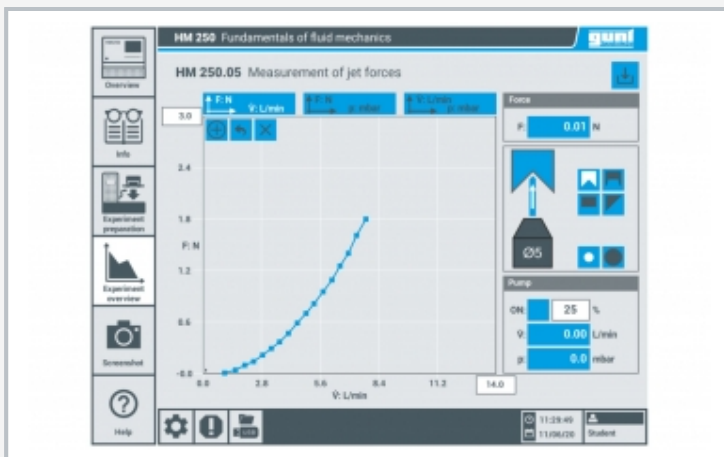 HM 250 Fundamentals of fluid mechanics
gunt
HM 250.05 Measurement of jet forces
Overview
Info
Experiment preparation
Experiment overview
Screenshot
Help
F: N
V̇: L/min
F: N
p: mbar
V̇: L/min
p: mbar
3.0
2.4
1.8
F: N
1.2
0.6
-0.0
0.0 2.8 5.6 8.4 11.2 14.0
V̇: L/min
Force
F: 0.01 N
Ø5
Pump
ON: 25 %
V̇: 0.00 L/min
p: 0.0 mbar
11:29:49
11/06/20
Student